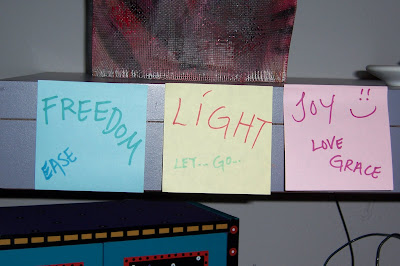 FREEDOM
EASE
LIGHT
LET... GO...
JOY !!
LOVE
GRACE